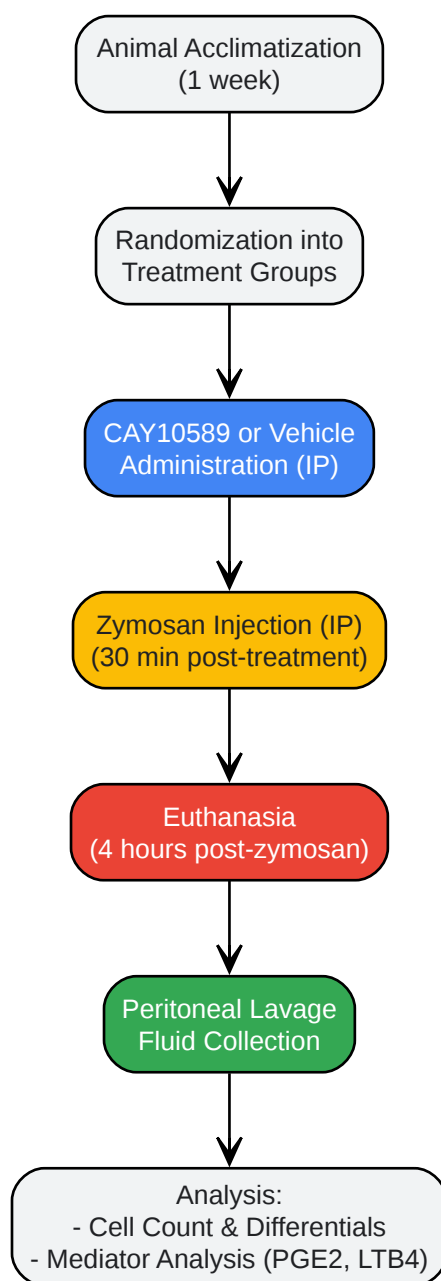 Animal Acclimatization
(1 week)
Randomization into
Treatment Groups
CAY10589 or Vehicle
Administration (IP)
Zymosan Injection (IP)
(30 min post-treatment)
Euthanasia
(4 hours post-zymosan)
Peritoneal Lavage
Fluid Collection
Analysis:
- Cell Count & Differentials
- Mediator Analysis (PGE2, LTB4)